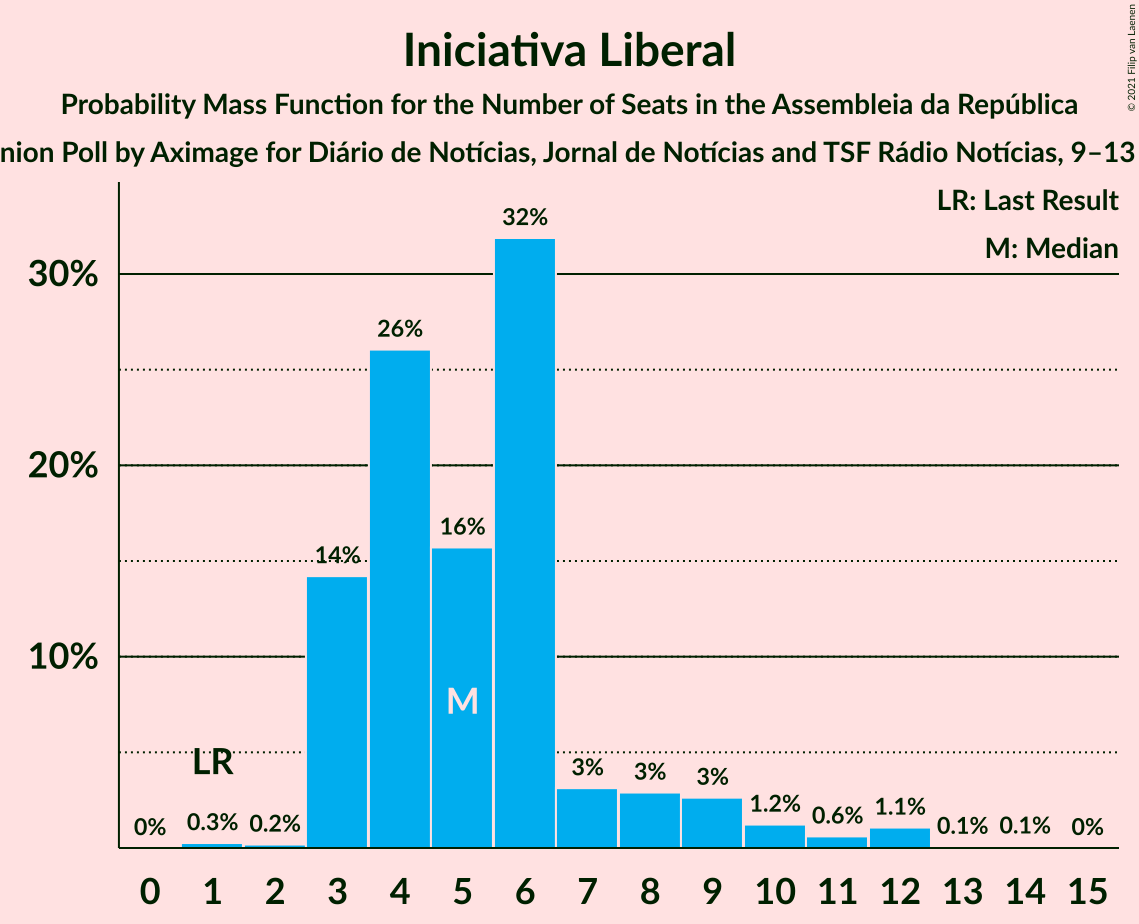 Iniciativa Liberal
Probability Mass Function for the Number of Seats in the Assembleia da República
nion Poll by Aximage for Diário de Notícias, Jornal de Notícias and TSF Rádio Notícias, 9–13
© 2021 Filip van Laenen
LR: Last Result
M: Median
32%
30%
26%
20%
16%
14%
10%
M
LR
3%
3%
3%
1.2%
1.1%
0.6%
0%
0.3%
0.2%
0.1%
0.1%
0%
0 1 2 3 4 5 6 7 8 9 10 11 12 13 14 15